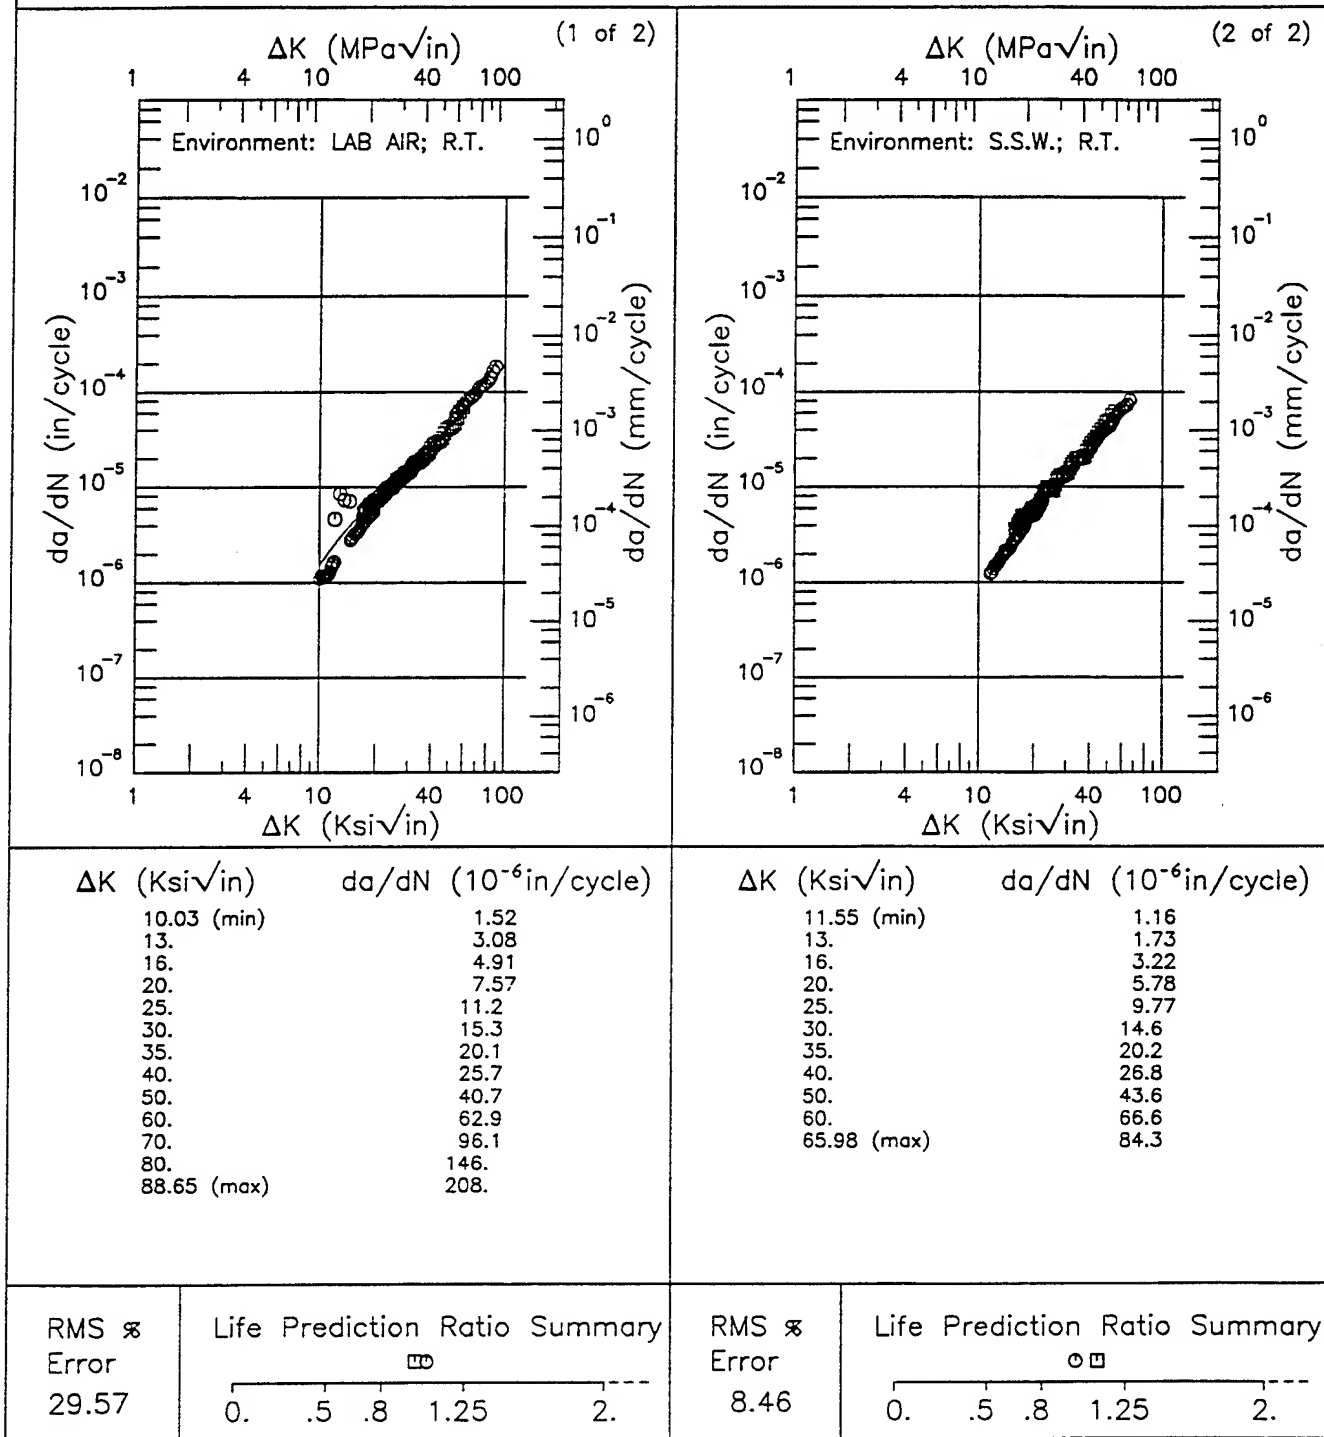 (1 of 2)
ΔK (MPa√in)
1 4 10 40 100
Environment: LAB AIR; R.T.
10⁻²
10⁻³
10⁻⁴
10⁻⁵
10⁻⁶
10⁻⁷
10⁻⁸
da/dN (in/cycle)
10⁰
10⁻¹
10⁻²
10⁻³
10⁻⁴
10⁻⁵
10⁻⁶
da/dN (mm/cycle)
1 4 10 40 100
ΔK (Ksi√in)
(2 of 2)
ΔK (MPa√in)
1 4 10 40 100
Environment: S.S.W.; R.T.
10⁻²
10⁻³
10⁻⁴
10⁻⁵
10⁻⁶
10⁻⁷
10⁻⁸
da/dN (in/cycle)
10⁰
10⁻¹
10⁻²
10⁻³
10⁻⁴
10⁻⁵
10⁻⁶
da/dN (mm/cycle)
1 4 10 40 100
ΔK (Ksi√in)
ΔK (Ksi√in) da/dN (10⁻⁶in/cycle)
10.03 (min) 1.52
13. 3.08
16. 4.91
20. 7.57
25. 11.2
30. 15.3
35. 20.1
40. 25.7
50. 40.7
60. 62.9
70. 96.1
80. 146.
88.65 (max) 208.
ΔK (Ksi√in) da/dN (10⁻⁶in/cycle)
11.55 (min) 1.16
13. 1.73
16. 3.22
20. 5.78
25. 9.77
30. 14.6
35. 20.2
40. 26.8
50. 43.6
60. 66.6
65.98 (max) 84.3
RMS %
Error
29.57
Life Prediction Ratio Summary
0. .5 .8 1.25 2.
RMS %
Error
8.46
Life Prediction Ratio Summary
0. .5 .8 1.25 2.